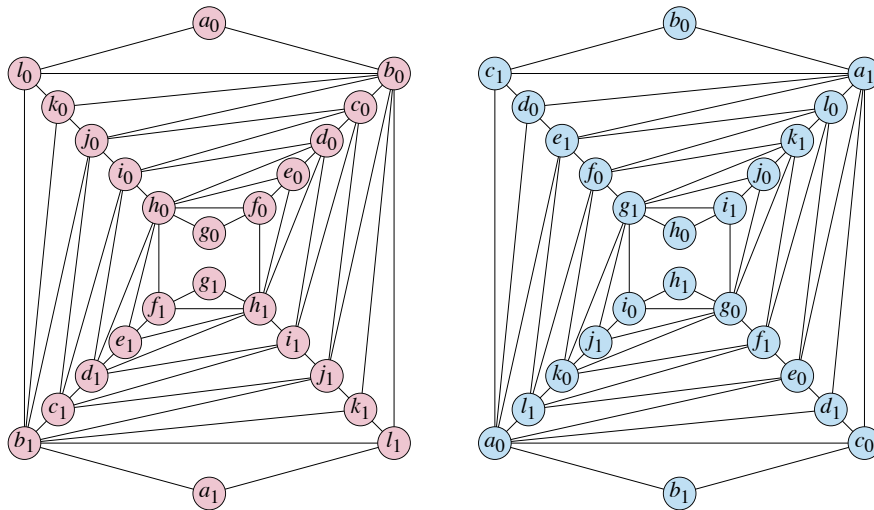 a0 b0
l0 b0 c1 a1
k0 c0 d0 l0
j0 d0 e1 k1
i0 e0 f0 j0
h0 f0 g1 i1
g0 h0
g1 h1
f1 h1 i0 g0
e1 i1 j1 f1
d1 j1 k0 e0
c1 k1 l1 d1
b1 l1 a0 c0
a1 b1